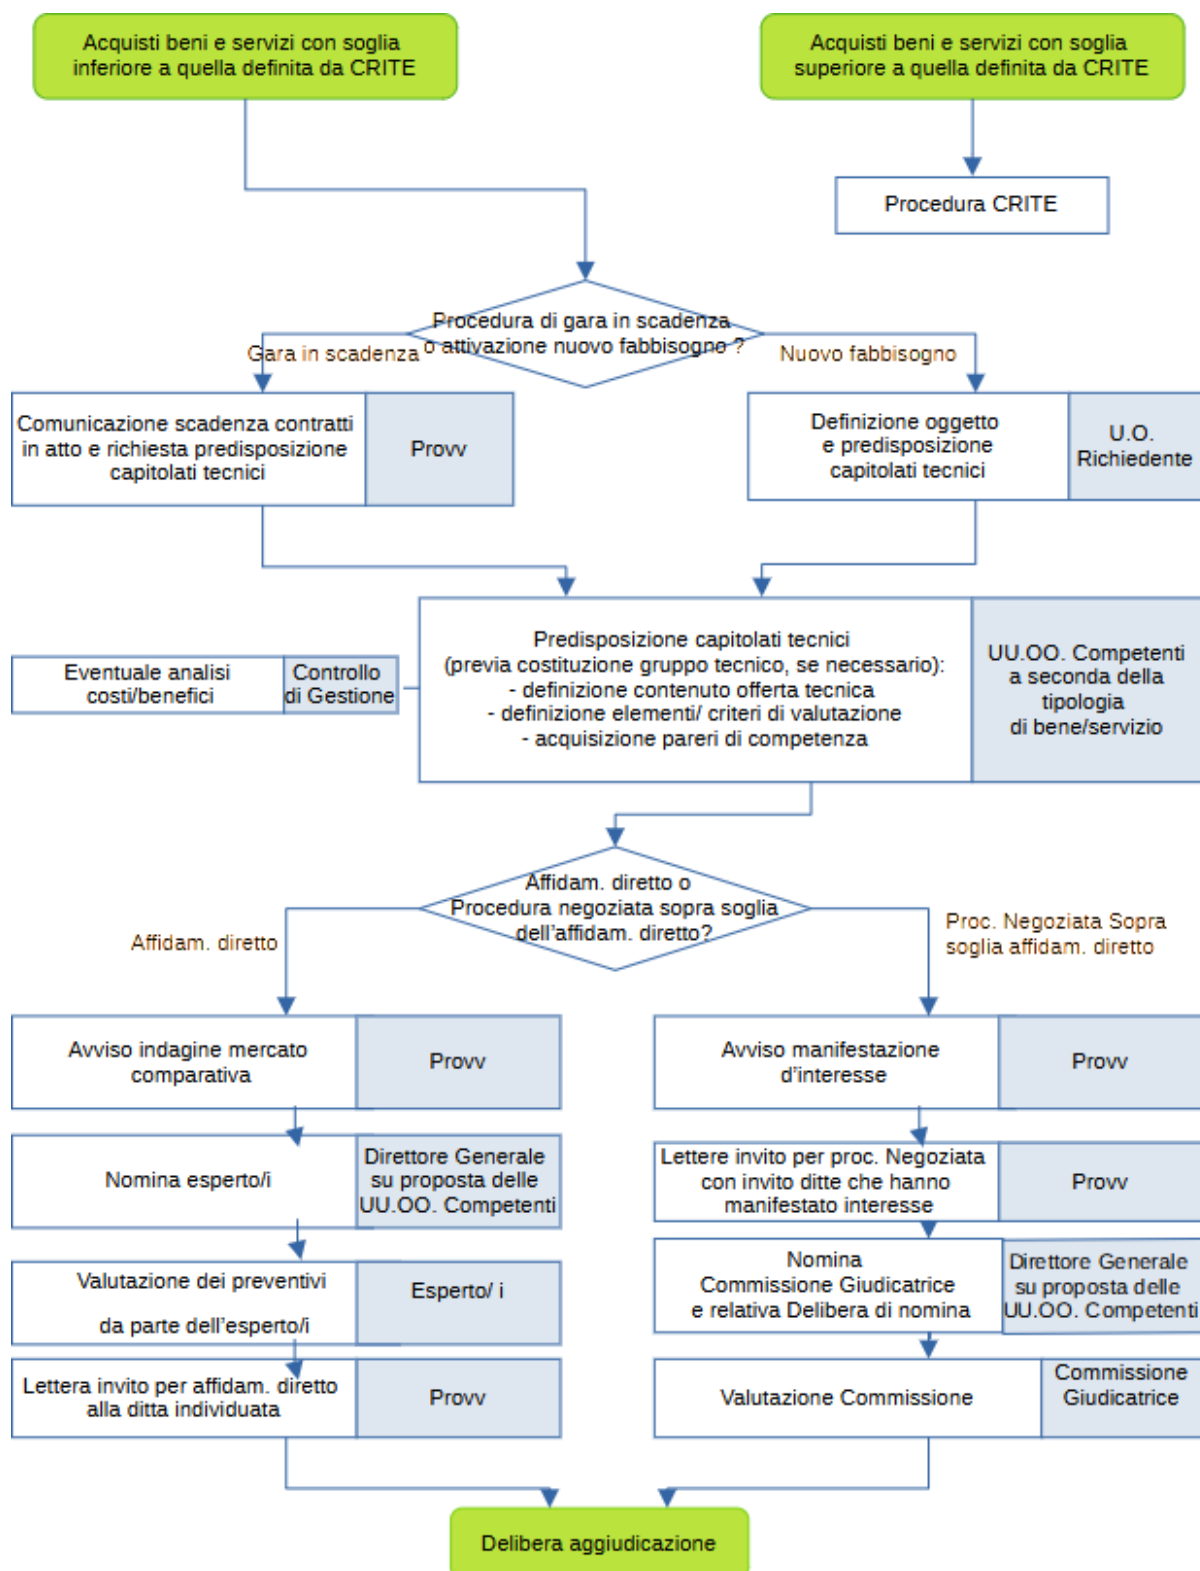 Acquisti beni e servizi con soglia
inferiore a quella definita da CRITE
Acquisti beni e servizi con soglia
superiore a quella definita da CRITE
Procedura CRITE
Procedura di gara in scadenza
o attivazione nuovo fabbisogno ?
Gara in scadenza
Nuovo fabbisogno
Comunicazione scadenza contratti
in atto e richiesta predisposizione
capitolati tecnici
Provv
Definizione oggetto
e predisposizione
capitolati tecnici
U.O.
Richiedente
Eventuale analisi
costi/benefici
Controllo
di Gestione
Predisposizione capitolati tecnici
(previa costituzione gruppo tecnico, se necessario):
- definizione contenuto offerta tecnica
- definizione elementi/ criteri di valutazione
- acquisizione pareri di competenza
UU.OO. Competenti
a seconda della
tipologia
di bene/servizio
Affidam. diretto o
Procedura negoziata sopra soglia
dell'affidam. diretto?
Affidam. diretto
Proc. Negoziata Sopra
soglia affidam. diretto
Avviso indagine mercato
comparativa
Provv
Avviso manifestazione
d'interesse
Provv
Nomina esperto/i
Direttore Generale
su proposta delle
UU.OO. Competenti
Lettere invito per proc. Negoziata
con invito ditte che hanno
manifestato interesse
Provv
Valutazione dei preventivi
da parte dell'esperto/i
Esperto/ i
Nomina
Commissione Giudicatrice
e relativa Delibera di nomina
Direttore Generale
su proposta delle
UU.OO. Competenti
Lettera invito per affidam. diretto
alla ditta individuata
Provv
Valutazione Commissione
Commissione
Giudicatrice
Delibera aggiudicazione